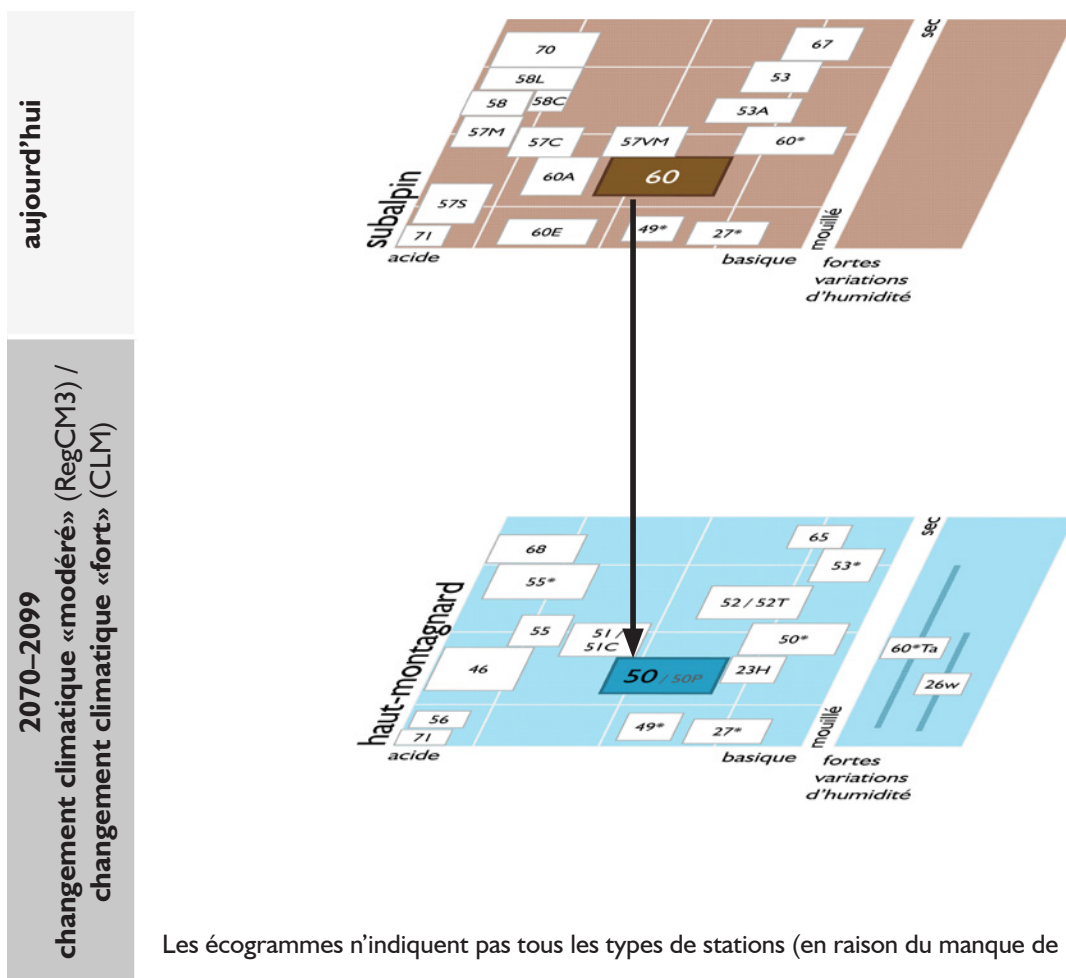 aujourd'hui
sec
70
67
58L
53
58
58C
53A
57M
57C
57VM
60*
60A
60
57S
subalpin
71
60E
49*
27*
mouillé
acide
basique
fortes
variations
d'humidité
2070–2099
changement climatique «modéré» (RegCM3) /
changement climatique «fort» (CLM)
sec
65
68
53*
55*
52 / 52T
55
51 /
51C
50*
60*Ta
46
50 / 50P
23H
26w
haut-montagnard
56
71
49*
27*
mouillé
acide
basique
fortes
variations
d'humidité
Les écogrammes n'indiquent pas tous les types de stations (en raison du manque de